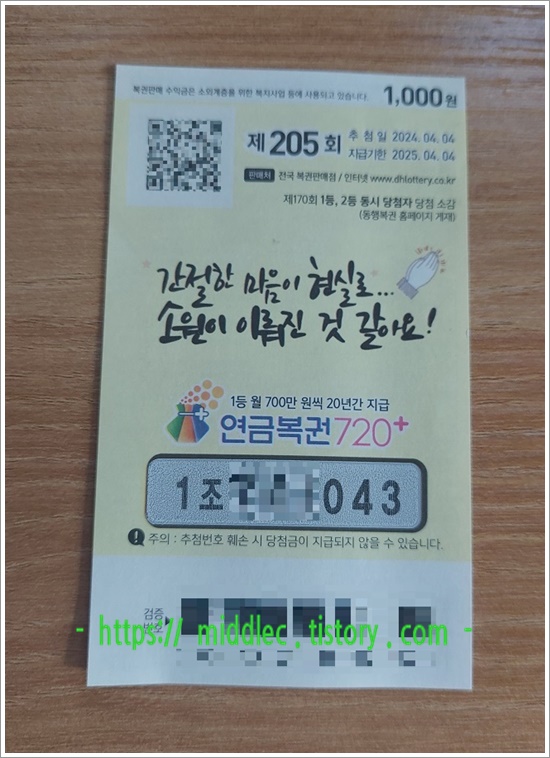 복권판매 수익금은 소외계층을 위한 복지사업 등에 사용되고 있습니다.
1,000원
제205회
추 첨 일 2024. 04. 04
지급기한 2025. 04. 04
판매처 전국 복권판매점 / 인터넷 www.dhlottery.co.kr
제170회 1등, 2등 동시 당첨자 당첨 소감
(동행복권 홈페이지 게재)
간절한 마음이 현실로...
소원이 이뤄진 것 같아요!
1등 월 700만 원씩 20년간 지급
연금복권720+
1조 043
주의 : 추첨번호 훼손 시 당첨금이 지급되지 않을 수 있습니다.
검증
번호
- https:// middlec . tistory . com -